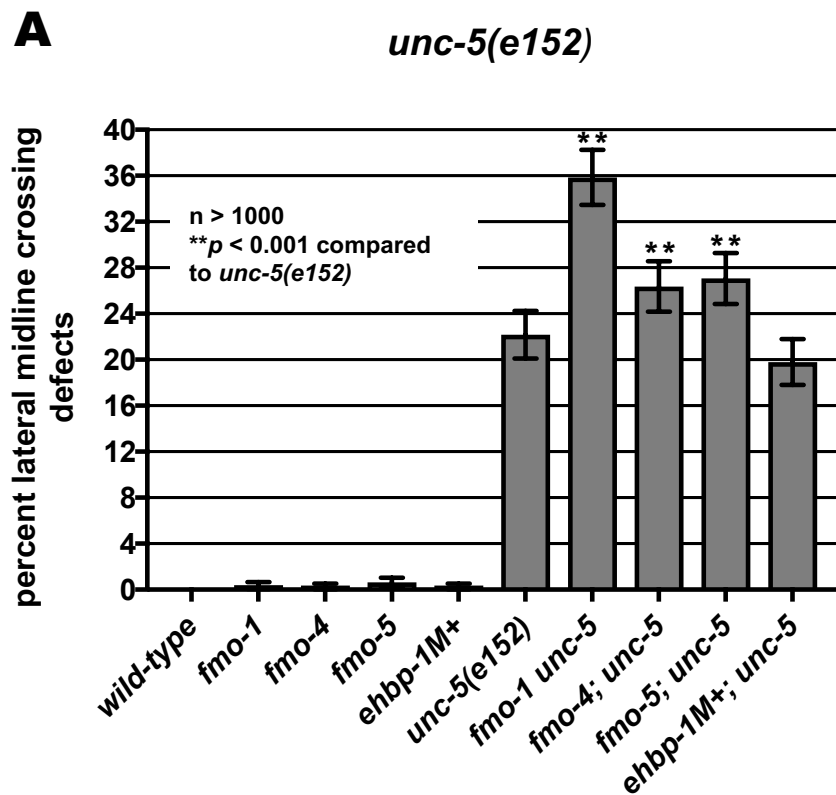 A
unc-5(e152)
percent lateral midline crossing
defects
40
36
32
28
24
20
16
12
8
4
0
n > 1000
**p < 0.001 compared
to unc-5(e152)
**
**
**
wild-type
fmo-1
fmo-4
fmo-5
ehbp-1M+
unc-5(e152)
fmo-1 unc-5
fmo-4; unc-5
fmo-5; unc-5
ehbp-1M+; unc-5